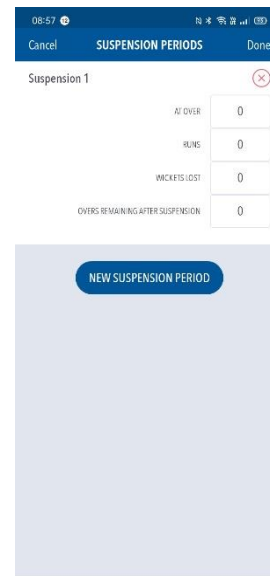 08:57
Cancel SUSPENSION PERIODS Done
Suspension 1
AT OVER 0
RUNS 0
WICKETS LOST 0
OVERS REMAINING AFTER SUSPENSION 0
NEW SUSPENSION PERIOD